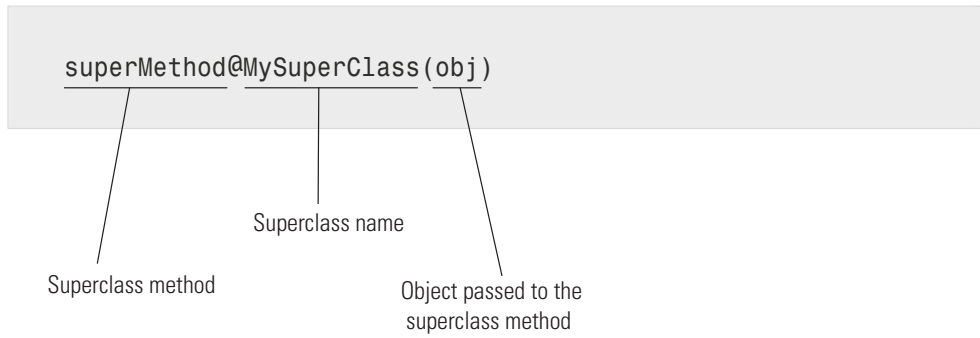 superMethod@MySuperClass(obj)
Superclass name
Superclass method
Object passed to the
superclass method